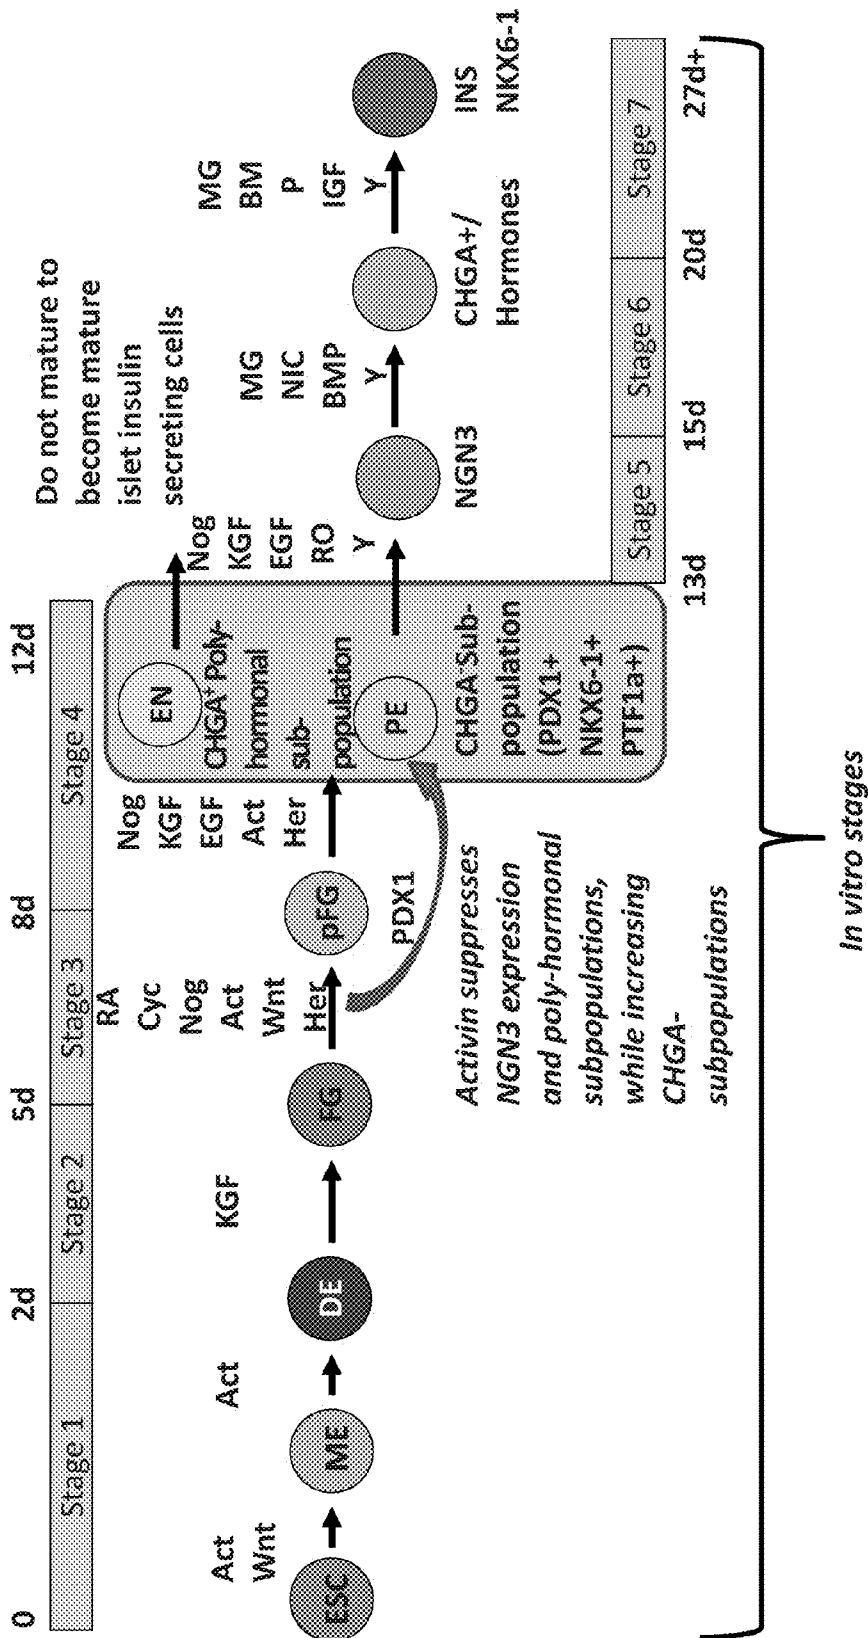 0
2d
5d
8d
12d
Stage 1
Stage 2
Stage 3
Stage 4
Do not mature to
become mature
islet insulin
secreting cells
Act
Wnt
Act
KGF
RA
Cyc
Nog
Act
Wnt
Her
Nog
KGF
EGF
Act
Her
Nog
KGF
EGF
RO
Y
MG
NIC
BMP
Y
MG
BM
P
IGF
Y
ESC
ME
DE
FG
pFG
PDX1
EN
CHGA+ Poly-
hormonal
sub-
population
PE
CHGA Sub-
population
(PDX1+
NKX6-1+
PTF1a+)
NGN3
CHGA+/
Hormones
INS
NKX6-1
Activin suppresses
NGN3 expression
and poly-hormonal
subpopulations,
while increasing
CHGA-
subpopulations
Stage 5
Stage 6
Stage 7
13d
15d
20d
27d+
In vitro stages